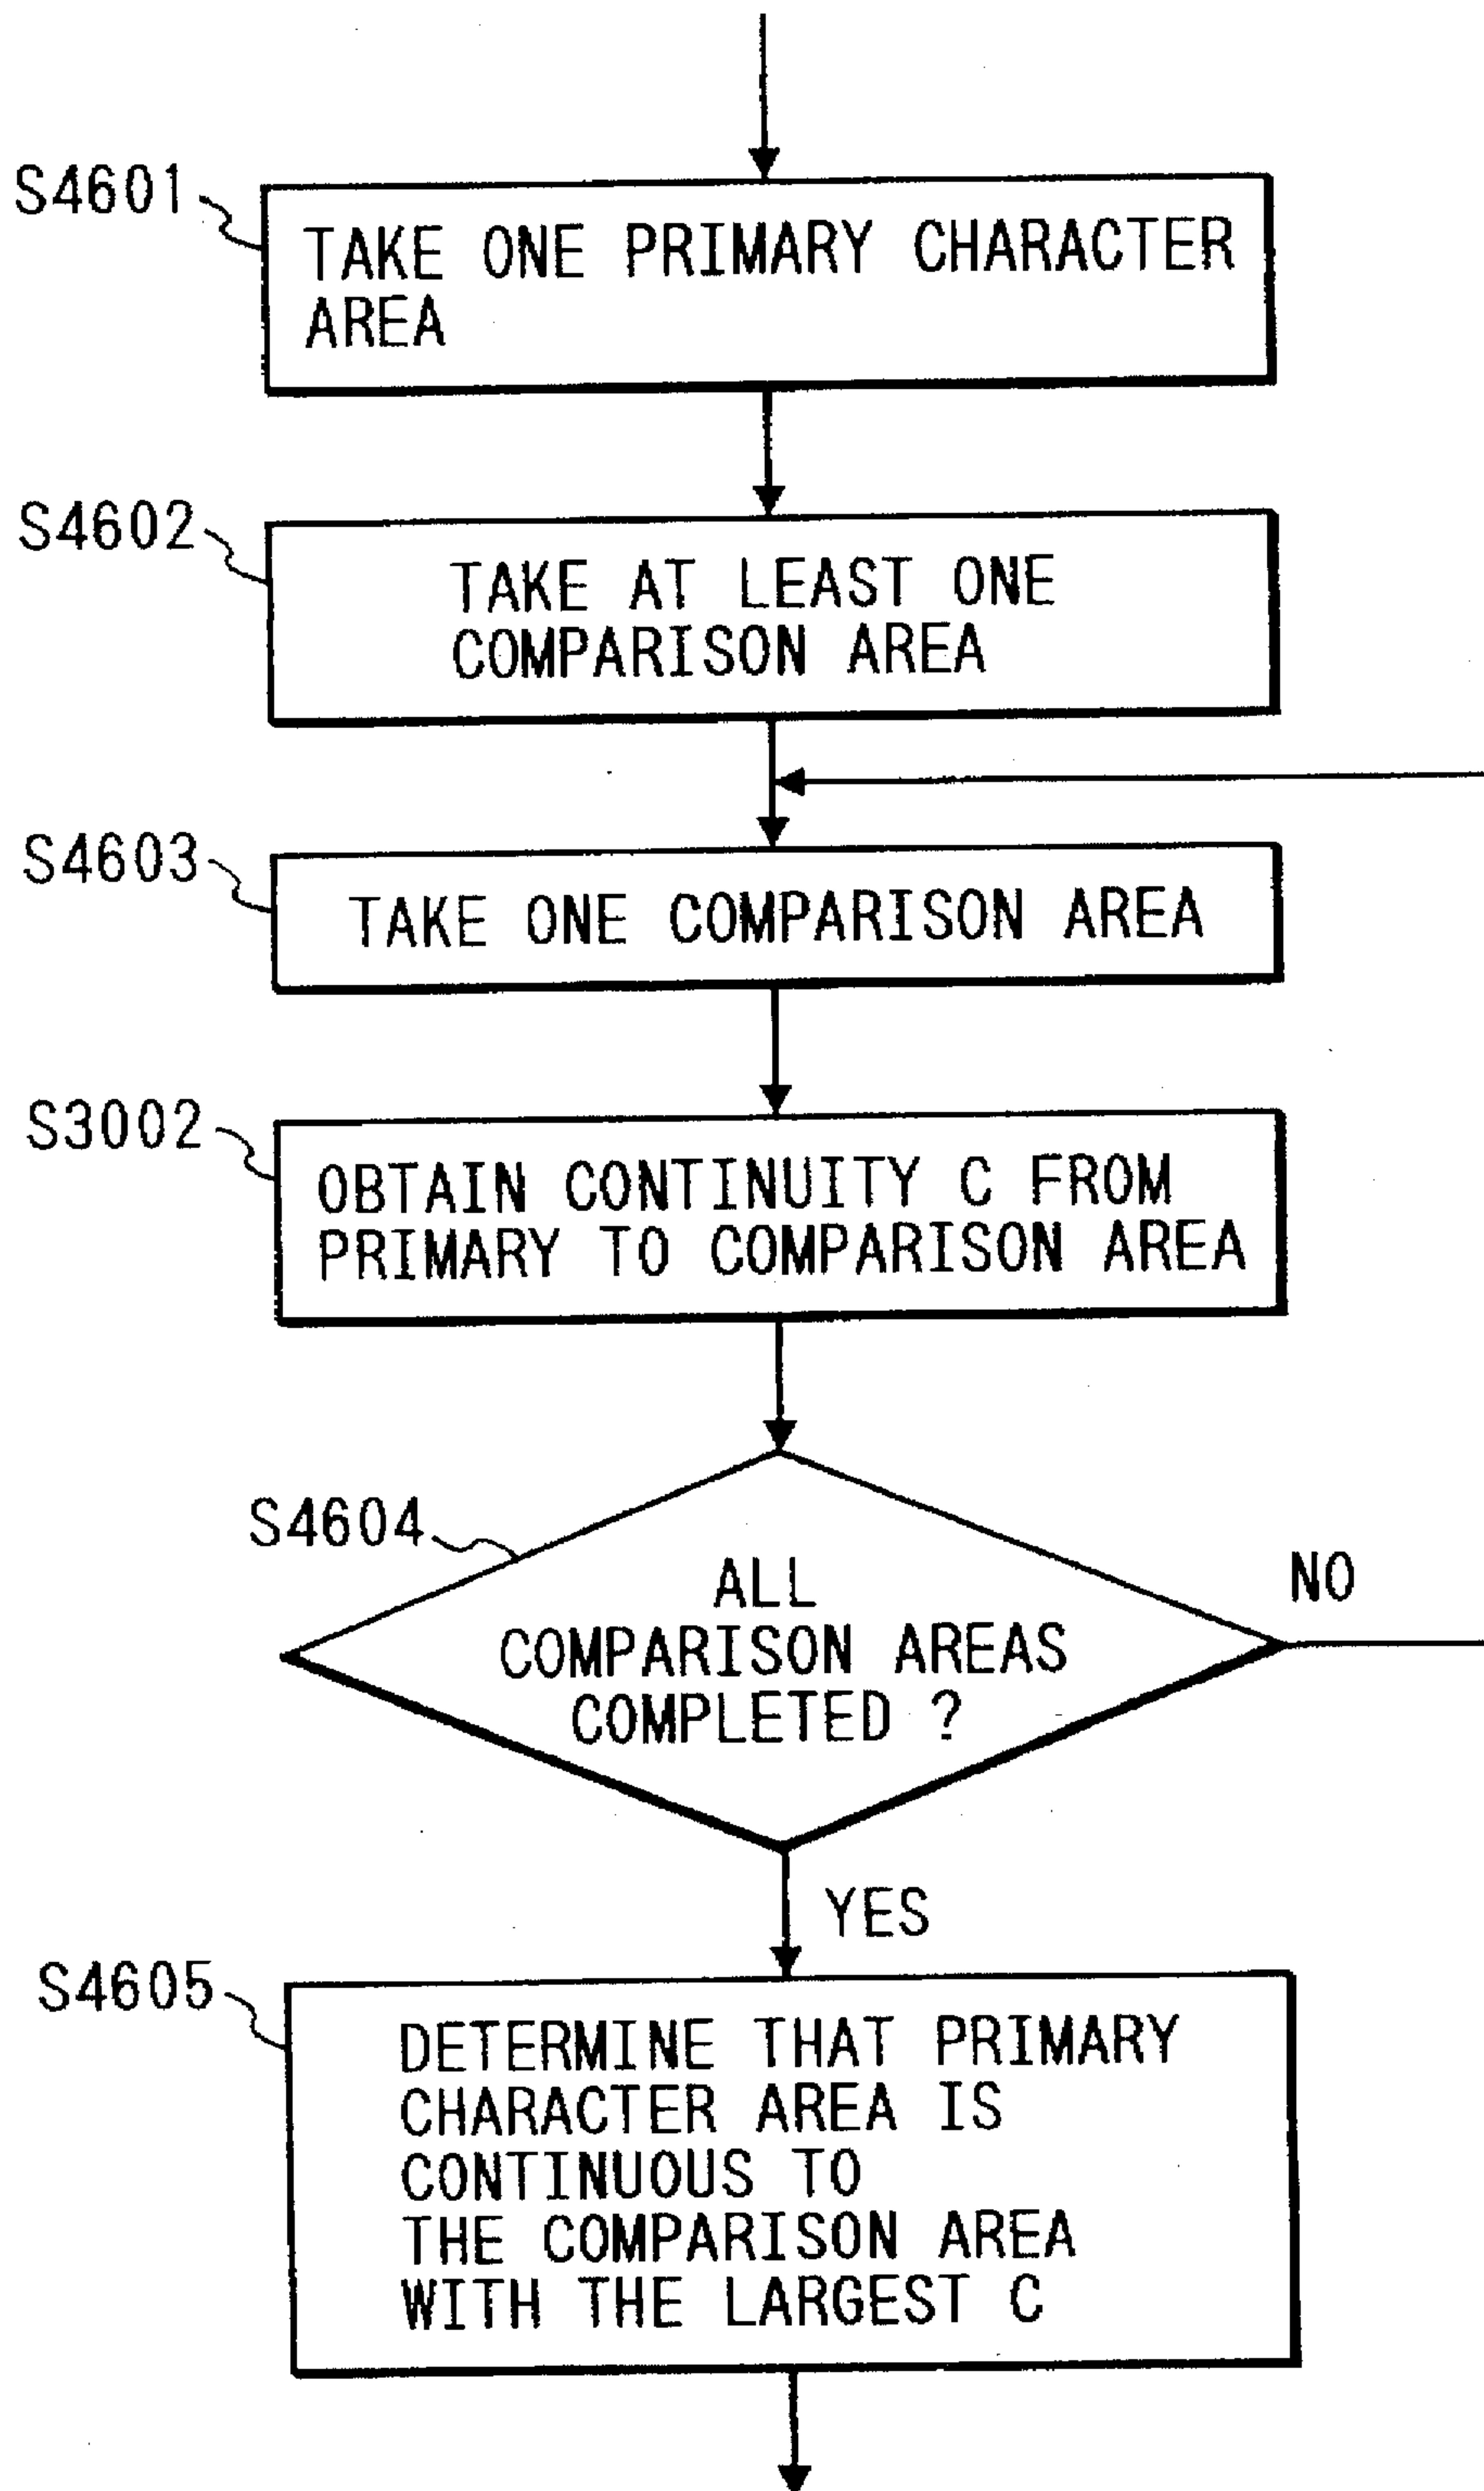 S4601
TAKE ONE PRIMARY CHARACTER
AREA
S4602
TAKE AT LEAST ONE
COMPARISON AREA
S4603
TAKE ONE COMPARISON AREA
S3002
OBTAIN CONTINUITY C FROM
PRIMARY TO COMPARISON AREA
S4604
ALL
COMPARISON AREAS
COMPLETED ?
NO
YES
S4605
DETERMINE THAT PRIMARY
CHARACTER AREA IS
CONTINUOUS TO
THE COMPARISON AREA
WITH THE LARGEST C